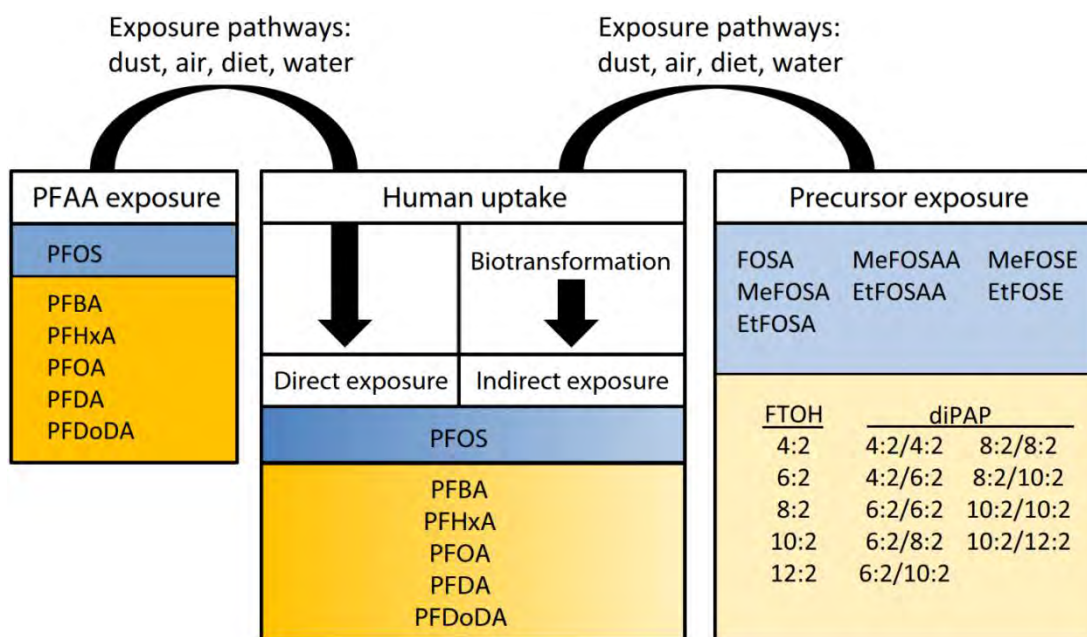 Exposure pathways:
dust, air, diet, water
Exposure pathways:
dust, air, diet, water
PFAA exposure
PFOS
PFBA
PFHxA
PFOA
PFDA
PFDoDA
Human uptake
Biotransformation
Direct exposure
Indirect exposure
PFOS
PFBA
PFHxA
PFOA
PFDA
PFDoDA
Precursor exposure
FOSA MeFOSAA MeFOSE
MeFOSA EtFOSAA EtFOSE
EtFOSA
FTOH diPAP
4:2 4:2/4:2 8:2/8:2
6:2 4:2/6:2 8:2/10:2
8:2 6:2/6:2 10:2/10:2
10:2 6:2/8:2 10:2/12:2
12:2 6:2/10:2